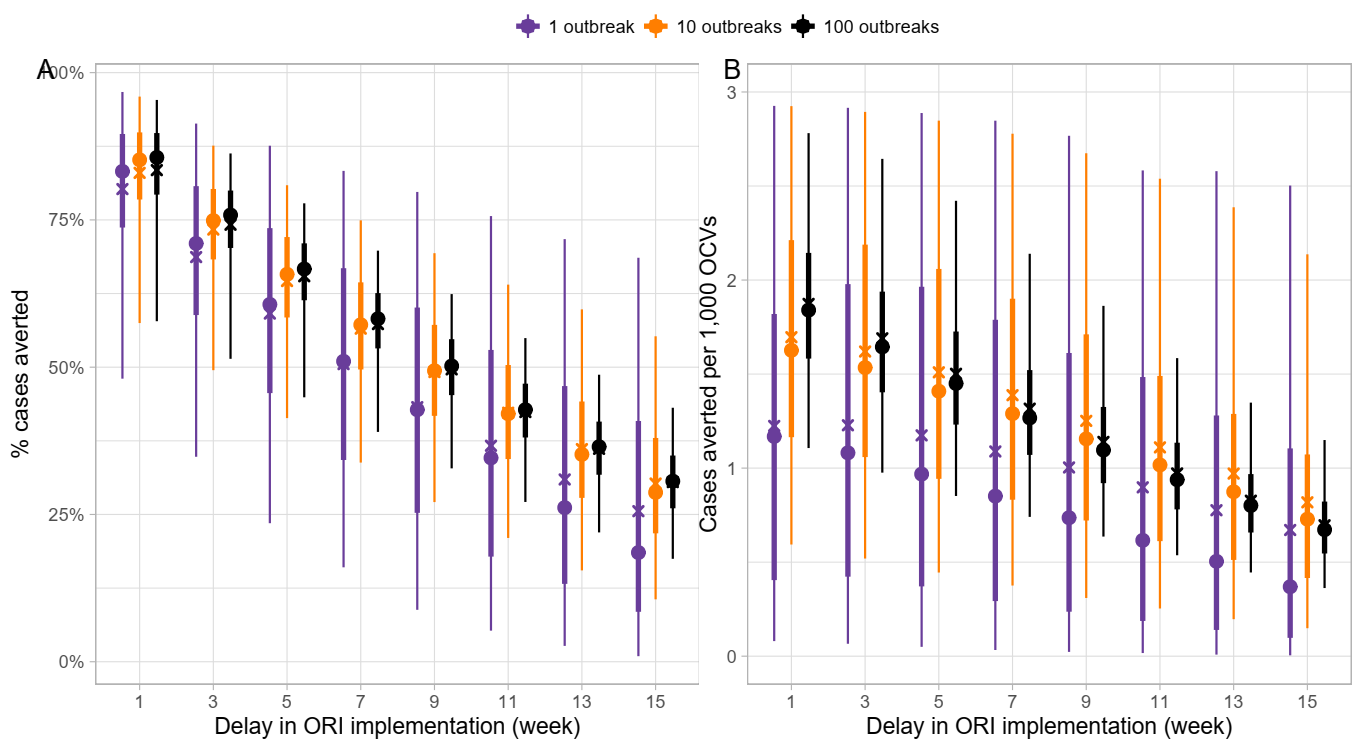 1 outbreak 10 outbreaks 100 outbreaks
A
100%
75%
50%
25%
0%
% cases averted
1 3 5 7 9 11 13 15
Delay in ORI implementation (week)
B
3
2
1
0
Cases averted per 1,000 OCVs
1 3 5 7 9 11 13 15
Delay in ORI implementation (week)